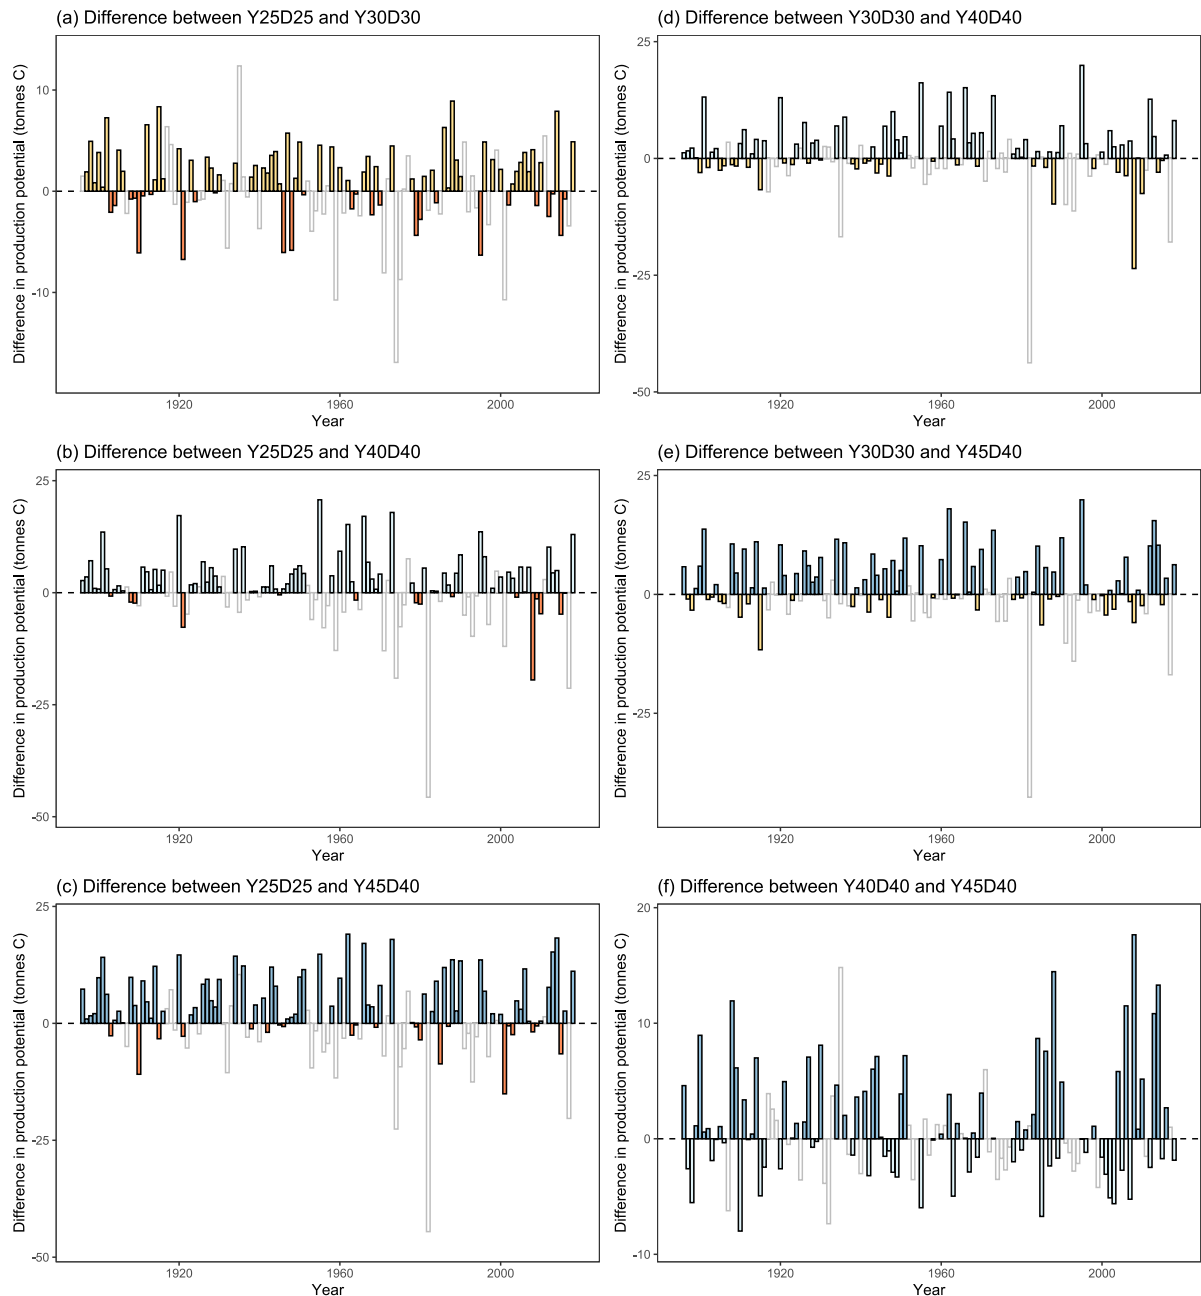 (a) Difference between Y25D25 and Y30D30
Difference in production potential (tonnes C)
10
0
-10
1920
1960
2000
Year
(b) Difference between Y25D25 and Y40D40
Difference in production potential (tonnes C)
25
0
-25
-50
1920
1960
2000
Year
(c) Difference between Y25D25 and Y45D40
Difference in production potential (tonnes C)
25
0
-25
-50
1920
1960
2000
Year
(d) Difference between Y30D30 and Y40D40
Difference in production potential (tonnes C)
25
0
-25
-50
1920
1960
2000
Year
(e) Difference between Y30D30 and Y45D40
Difference in production potential (tonnes C)
25
0
-25
1920
1960
2000
Year
(f) Difference between Y40D40 and Y45D40
Difference in production potential (tonnes C)
20
10
0
-10
1920
1960
2000
Year